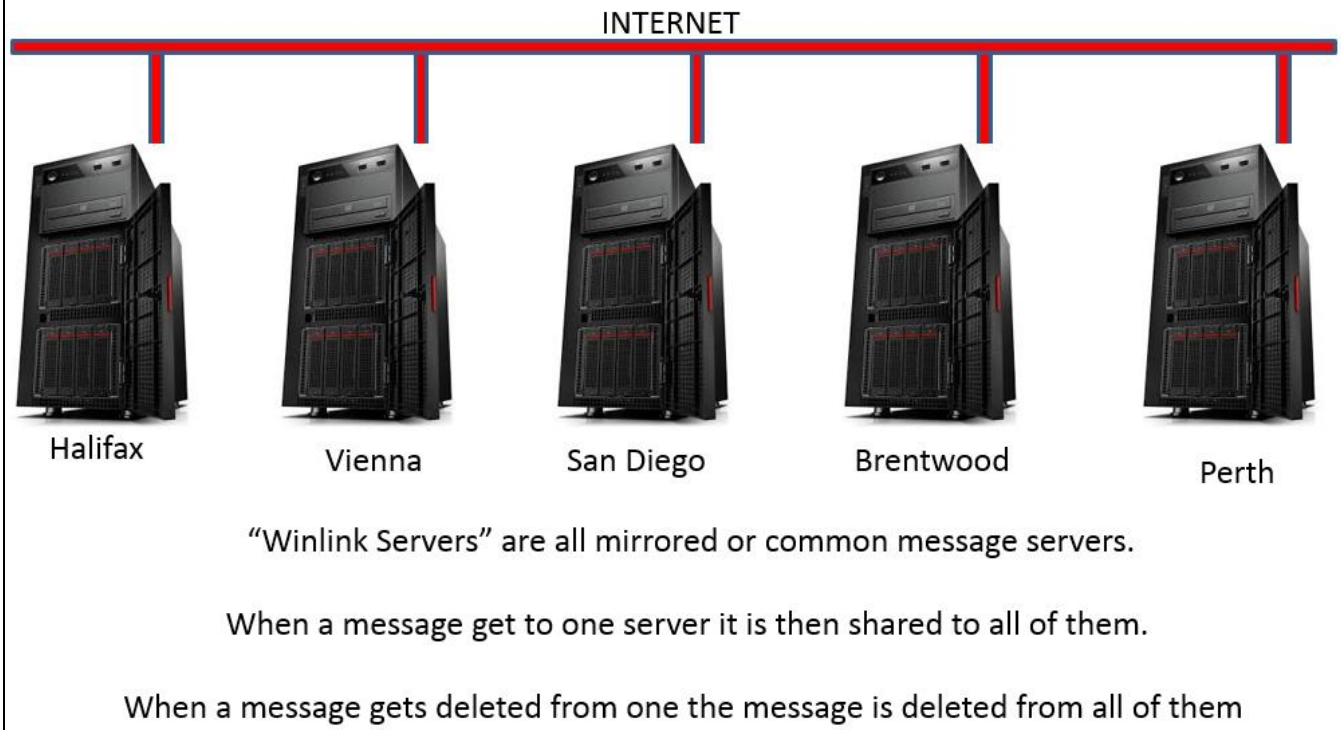 INTERNET
Halifax
Vienna
San Diego
Brentwood
Perth
“Winlink Servers” are all mirrored or common message servers.
When a message get to one server it is then shared to all of them.
When a message gets deleted from one the message is deleted from all of them